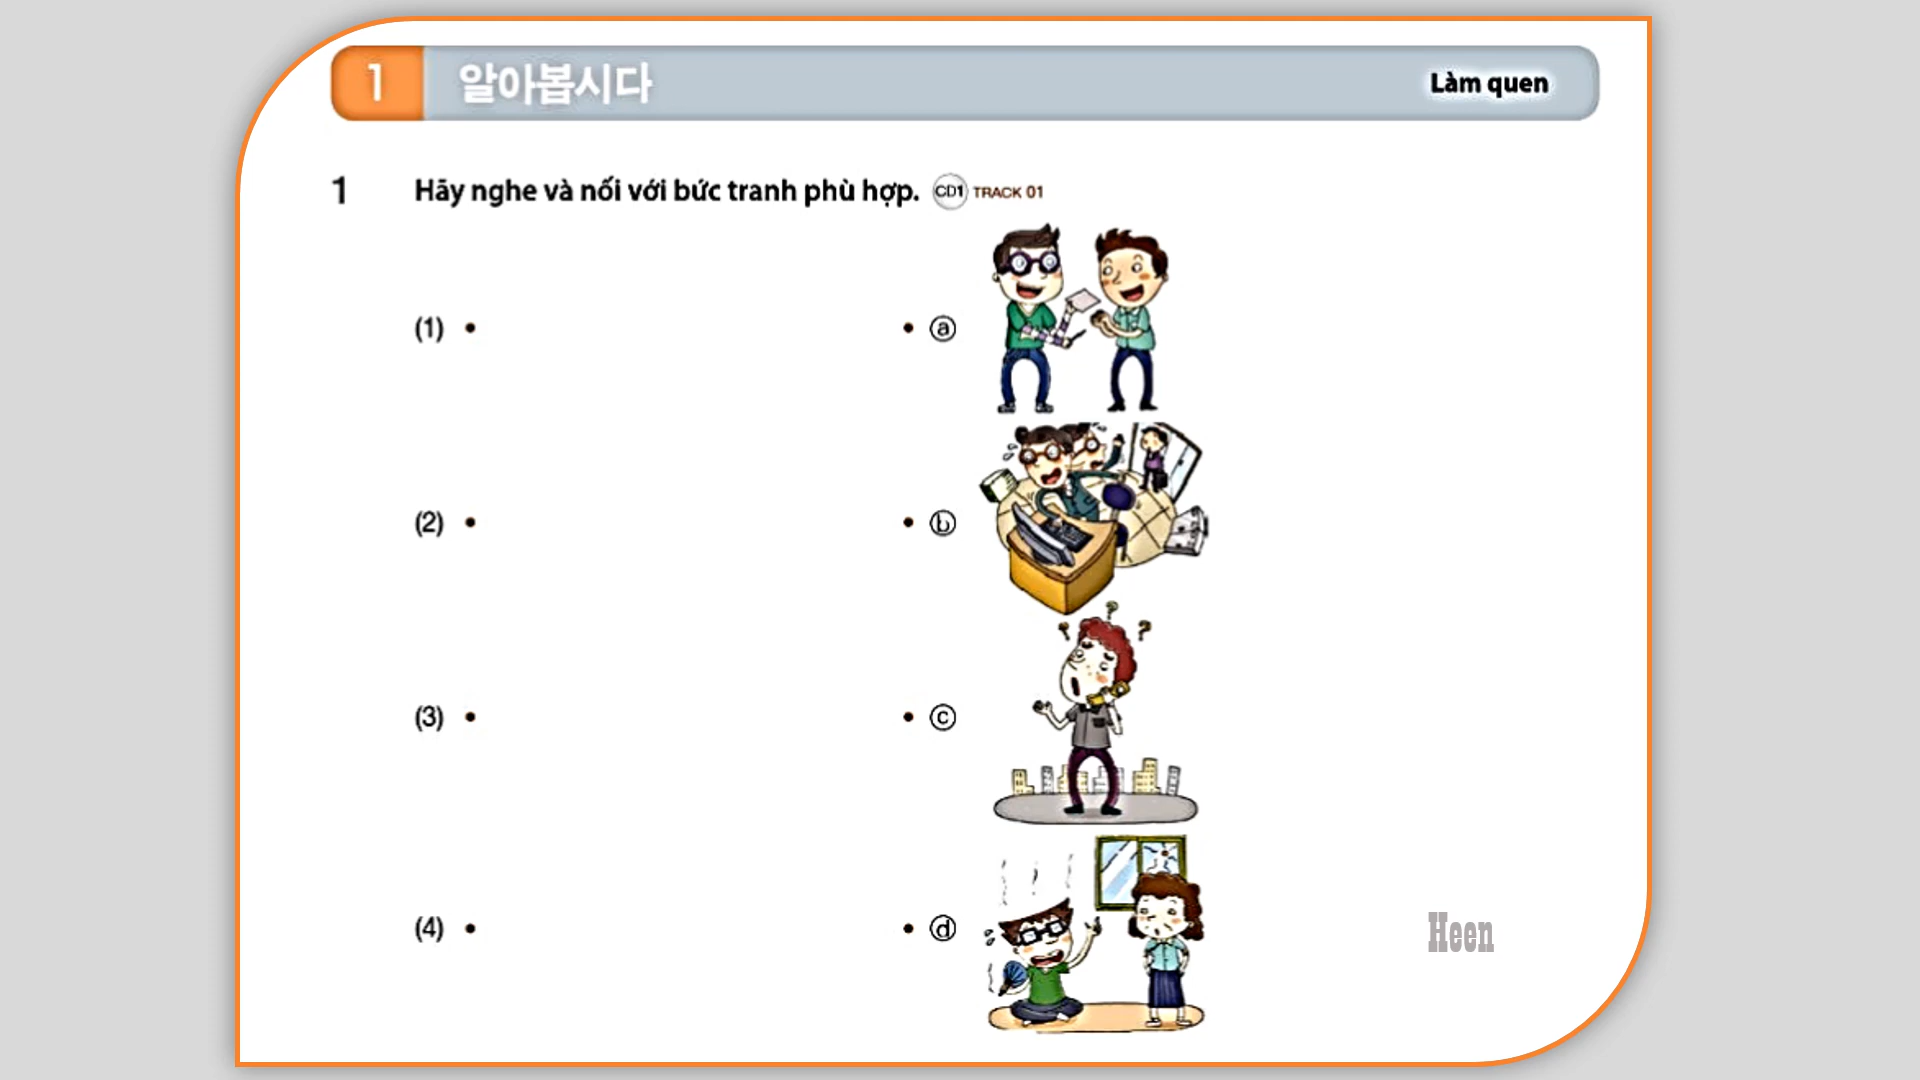 1 알아봅시다 Làm quen
1 Hãy nghe và nối với bức tranh phù hợp. CD1 TRACK 01
(1) • • ⓐ
(2) • • ⓑ
(3) • • ⓒ
(4) • • ⓓ
Heen